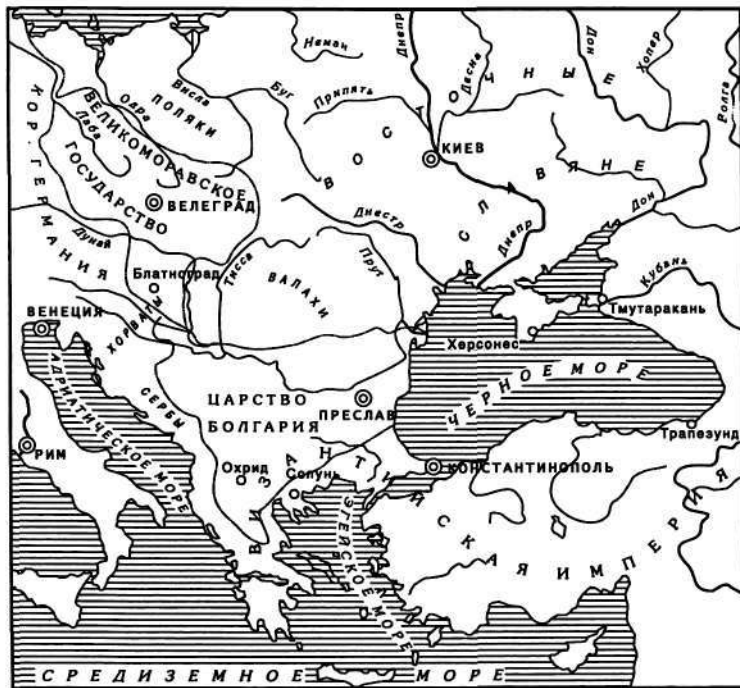 Неман
Днепр
Десна
Дон
Хопер
Волга
Висла
Буг
Припять
Одра
Лаба
ПОЛЯКИ
КОР. ГЕРМАНИЯ
ВЕЛИКОМОРАВСКОЕ
ГОСУДАРСТВО
ВЕЛЕГРАД
КИЕВ
ВОСТОЧНЫЕ
СЛАВЯНЕ
Днестр
Днепр
Дон
Дунай
Блатноград
Тисса
ВАЛАХИ
Прут
Кубань
Тмутаракань
Херсонес
ВЕНЕЦИЯ
ХОРВАТЫ
СЕРБЫ
АДРИАТИЧЕСКОЕ МОРЕ
ЦАРСТВО
БОЛГАРИЯ
ПРЕСЛАВ
ЧЕРНОЕ МОРЕ
Трапезунд
РИМ
Охрид
Солунь
КОНСТАНТИНОПОЛЬ
ВИЗАНТИЙСКАЯ ИМПЕРИЯ
ЭГЕЙСКОЕ МОРЕ
СРЕДИЗЕМНОЕ МОРЕ